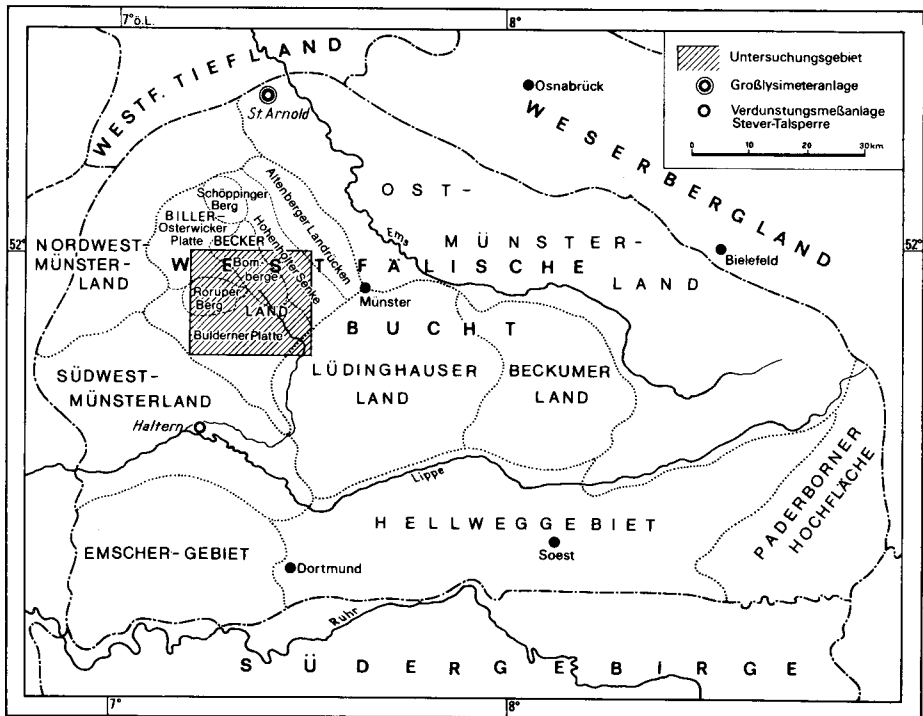 7° ö.L.
8°
WESTF. TIEFLAND
Untersuchungsgebiet
Großlysimeteranlage
Verdunstungsmeßanlage
Stever-Talsperre
0 10 20 30 km
Osnabrück
St. Arnold
WESERBERGLAND
OST-
MÜNSTER-
LAND
Altenberger Landrücken
Schöppinger
Berg
BILLER-
Osterwicker
Platte
BECKER
Hohenholter Senke
Ems
52°
52°
NORDWEST-
MÜNSTER-
LAND
WESTFÄLISCHE
BUCHT
Bom-
berge
Bielefeld
Roruper
Berg
LAND
Münster
Bulderner Platte
SÜDWEST-
MÜNSTERLAND
LÜDINGHAUSER
LAND
BECKUMER
LAND
Haltern
Lippe
PADERBORNER
HOCHFLÄCHE
HELLWEGGEBIET
EMSCHER-GEBIET
Soest
Dortmund
Ruhr
SÜDERGEBIRGE
7°
8°